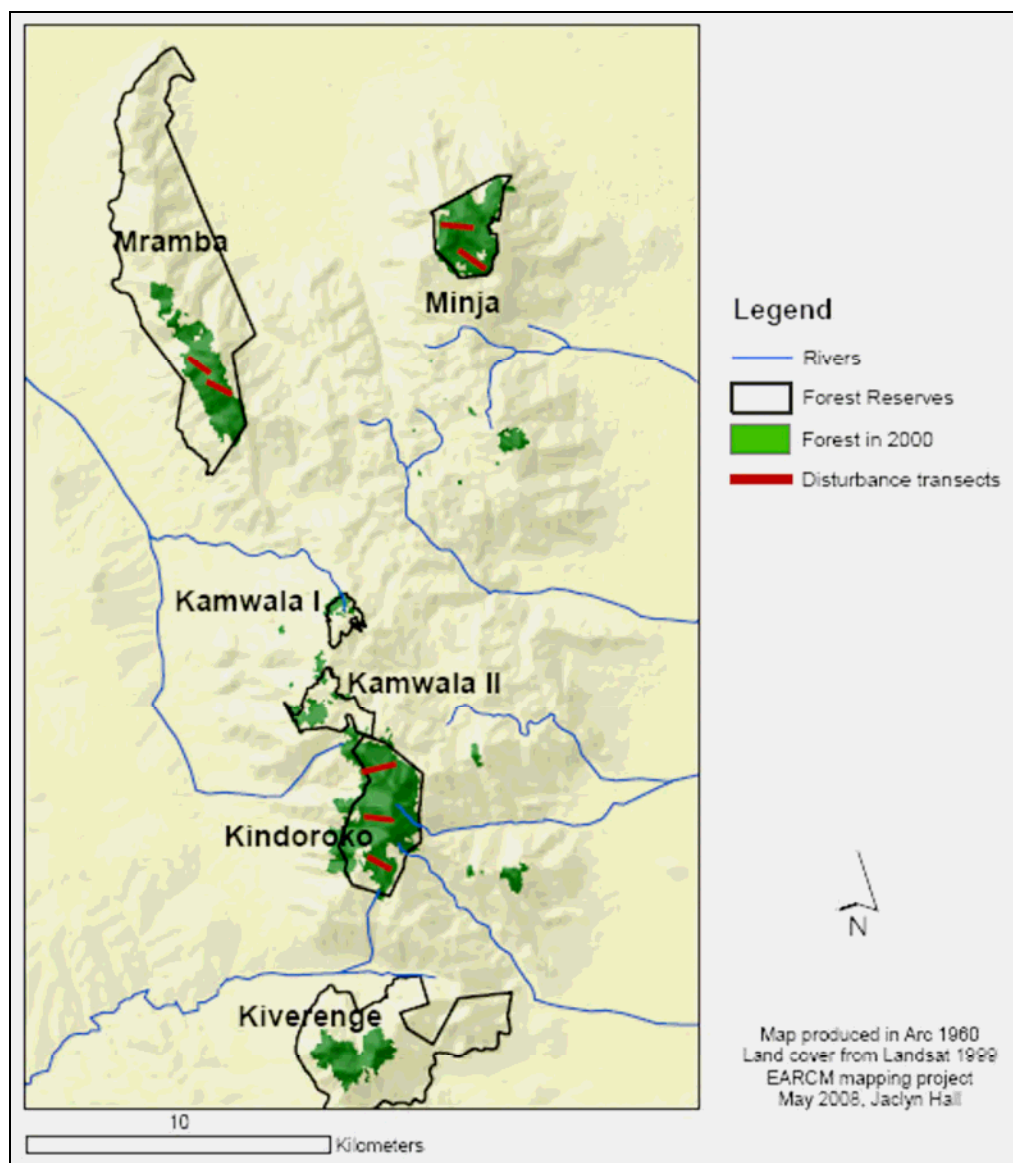 Mramba
Minja
Legend
Rivers
Forest Reserves
Forest in 2000
Disturbance transects
Kamwala I
Kamwala II
Kindoroko
N
Kiverenge
Map produced in Arc 1960
Land cover from Landsat 1999
EARCM mapping project
May 2008, Jaclyn Hall
10
Kilometers